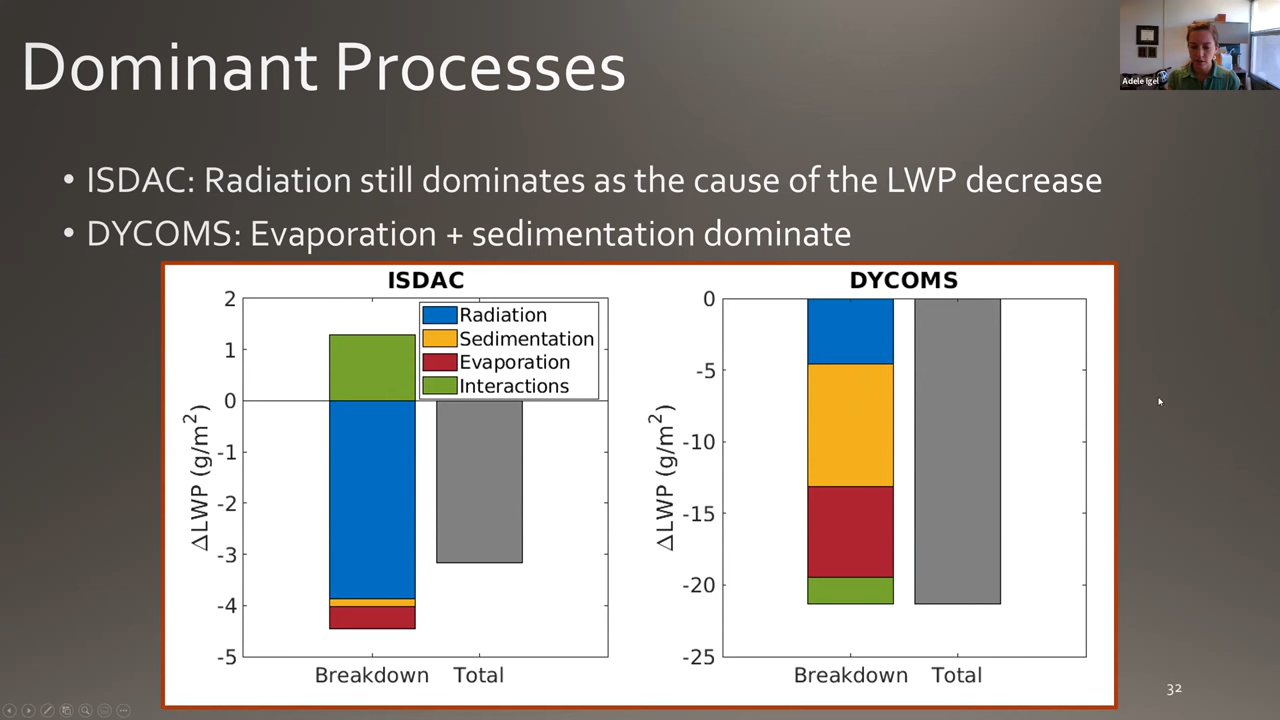 Dominant Processes
Adele Igel
• ISDAC: Radiation still dominates as the cause of the LWP decrease
• DYCOMS: Evaporation + sedimentation dominate
ISDAC
Radiation
Sedimentation
Evaporation
Interactions
2
1
0
-1
-2
-3
-4
-5
ΔLWP (g/m²)
Breakdown Total
DYCOMS
0
-5
-10
-15
-20
-25
ΔLWP (g/m²)
Breakdown Total
32